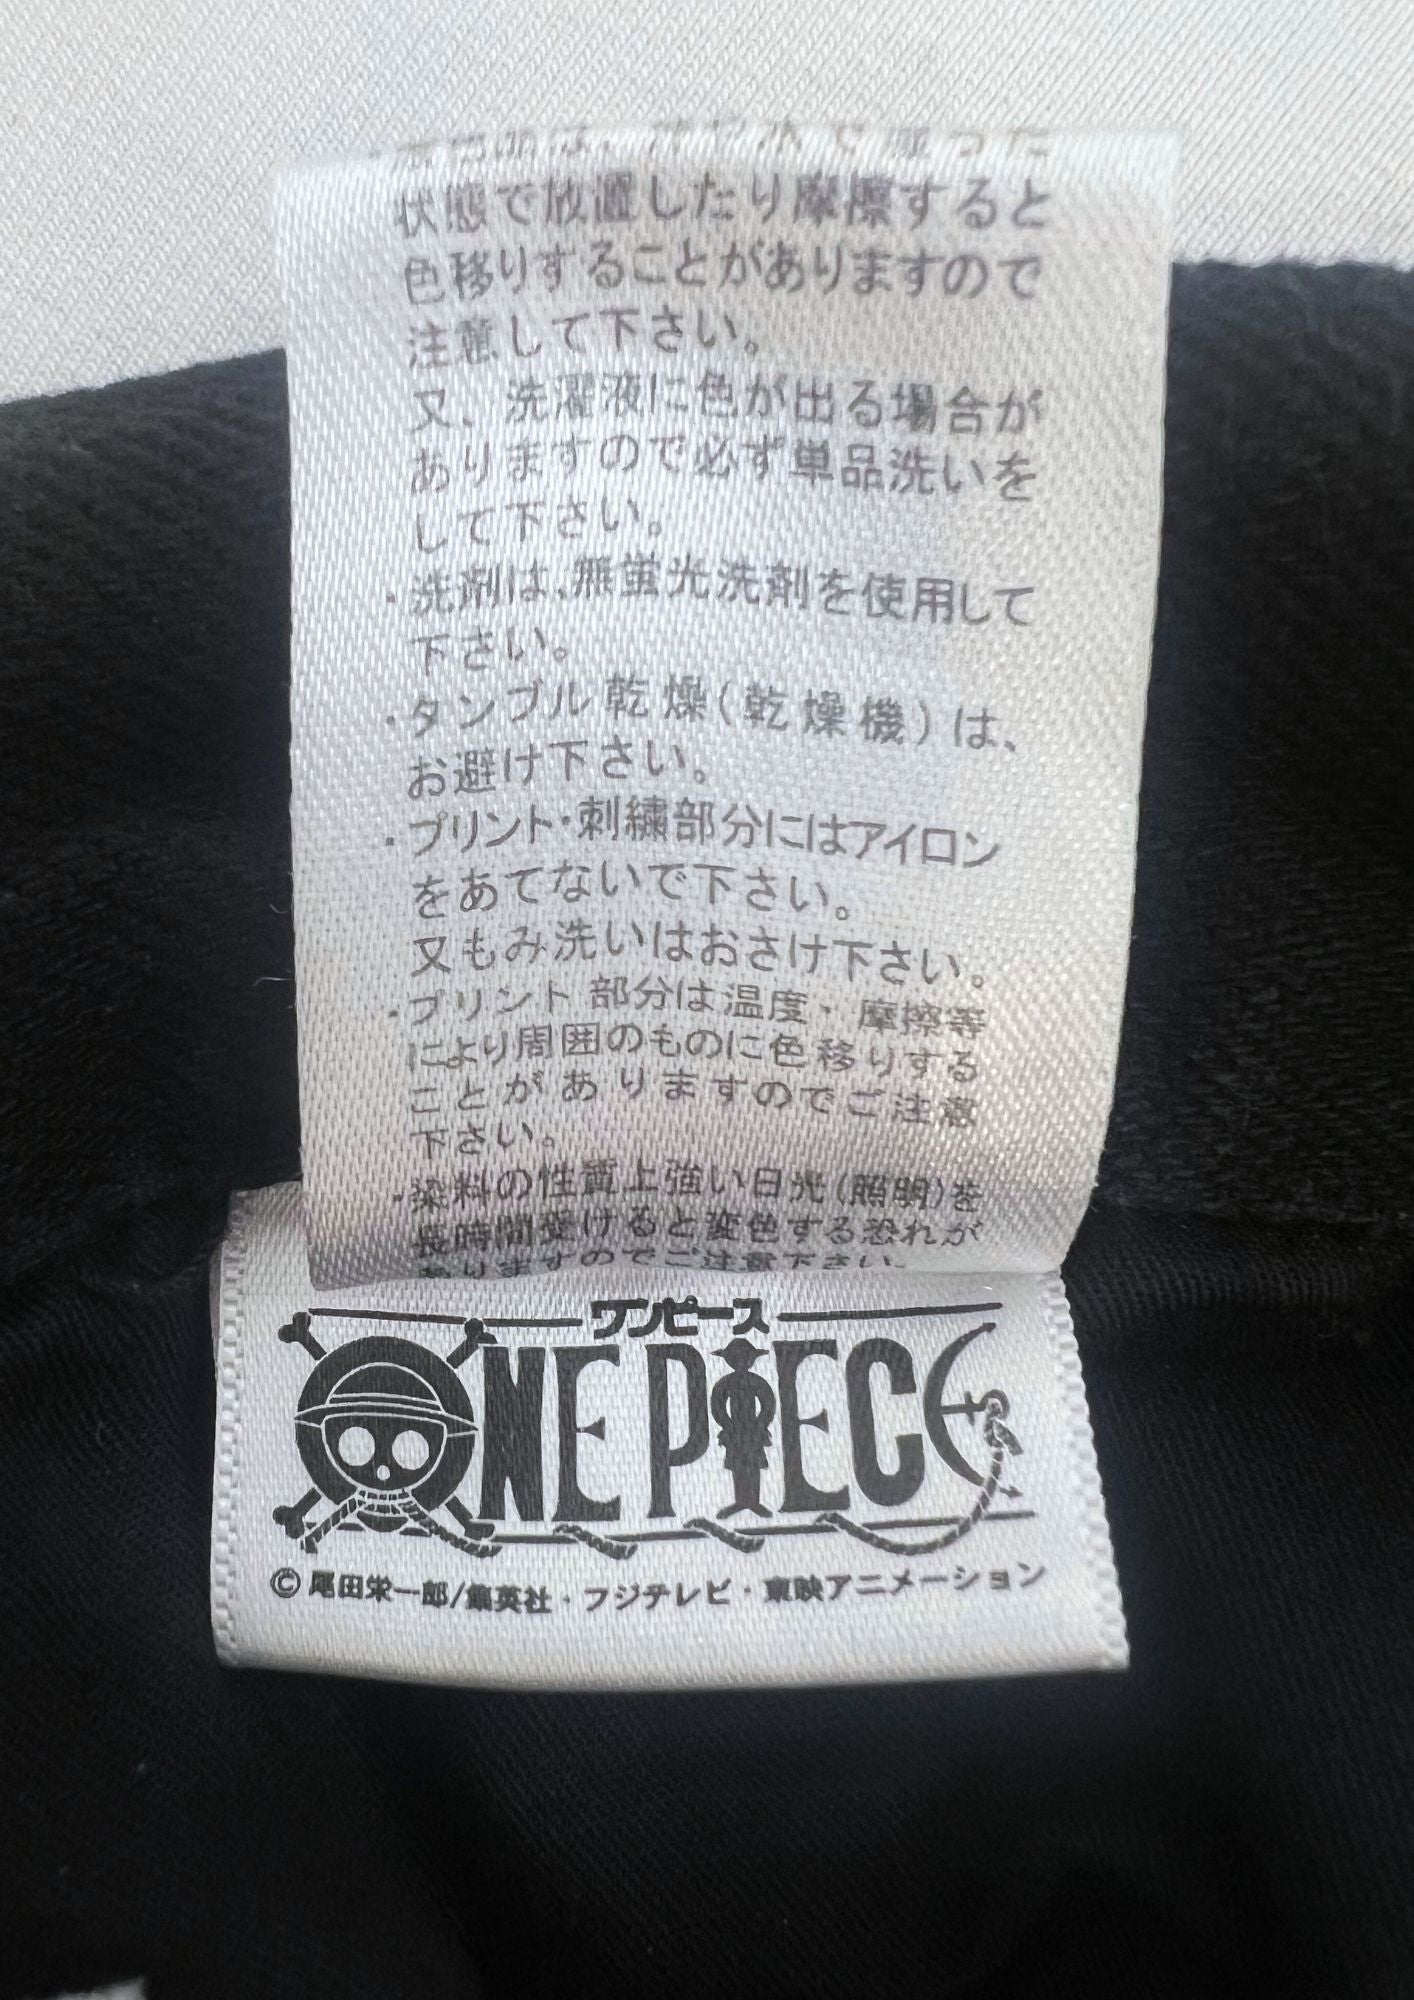 状態で放置したり摩擦すると
色移りすることがありますので
注意して下さい。
又、洗濯液に色が出る場合が
ありますので必ず単品洗いを
して下さい。
・洗剤は、無蛍光洗剤を使用して
下さい。
・タンブル乾燥(乾燥機)は、
お避け下さい。
・プリント・刺繍部分にはアイロン
をあてないで下さい。
又もみ洗いはおさけ下さい。
・プリント部分は温度・摩擦等
により周囲のものに色移りする
ことがありますのでご注意
下さい。
・染料の性質上強い日光(照明)を
長時間受けると変色する恐れが
ありますのでご注意下さい。
ワンピース
ONE PIECE
©尾田栄一郎/集英社・フジテレビ・東映アニメーション